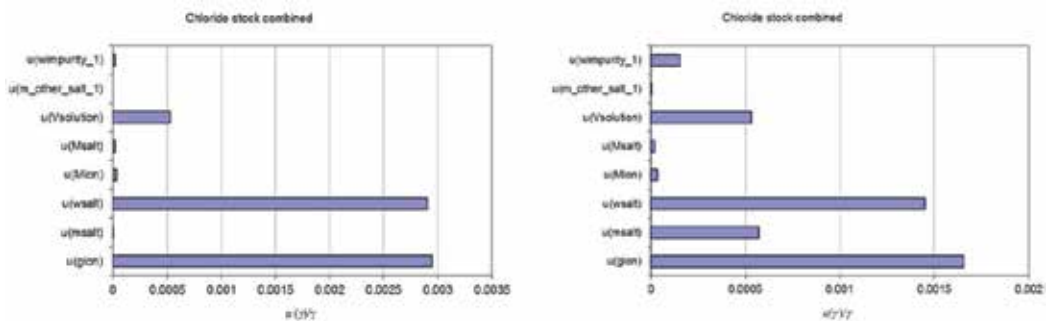 Chloride stock combined
u(wimpurity_1)
u(m_other_salt_1)
u(Vsolution)
u(Msalt)
u(Mion)
u(wsalt)
u(msalt)
u(gion)
0 0.0005 0.001 0.0015 0.002 0.0025 0.003 0.0035
Chloride stock combined
u(wimpurity_1)
u(m_other_salt_1)
u(Vsolution)
u(Msalt)
u(Mion)
u(wsalt)
u(msalt)
u(gion)
0 0.0005 0.001 0.0015 0.002